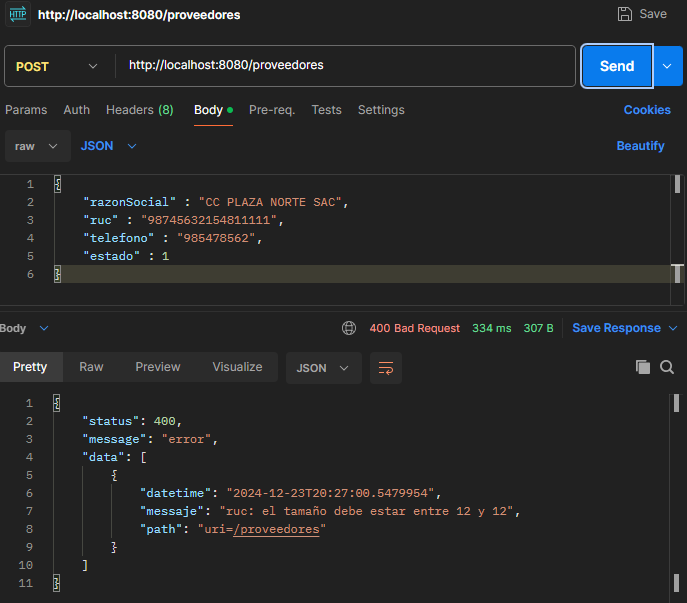 HTTP http://localhost:8080/proveedores Save
POST http://localhost:8080/proveedores Send
Params Auth Headers (8) Body Pre-req. Tests Settings Cookies
raw JSON Beautify
1 {
2 "razonSocial" : "CC PLAZA NORTE SAC",
3 "ruc" : "98745632154811111",
4 "telefono" : "985478562",
5 "estado" : 1
6 }
Body 400 Bad Request 334 ms 307 B Save Response
Pretty Raw Preview Visualize JSON
1 {
2 "status": 400,
3 "message": "error",
4 "data": [
5 {
6 "datetime": "2024-12-23T20:27:00.5479954",
7 "messaje": "ruc: el tamaño debe estar entre 12 y 12",
8 "path": "uri=/proveedores"
9 }
10 ]
11 }